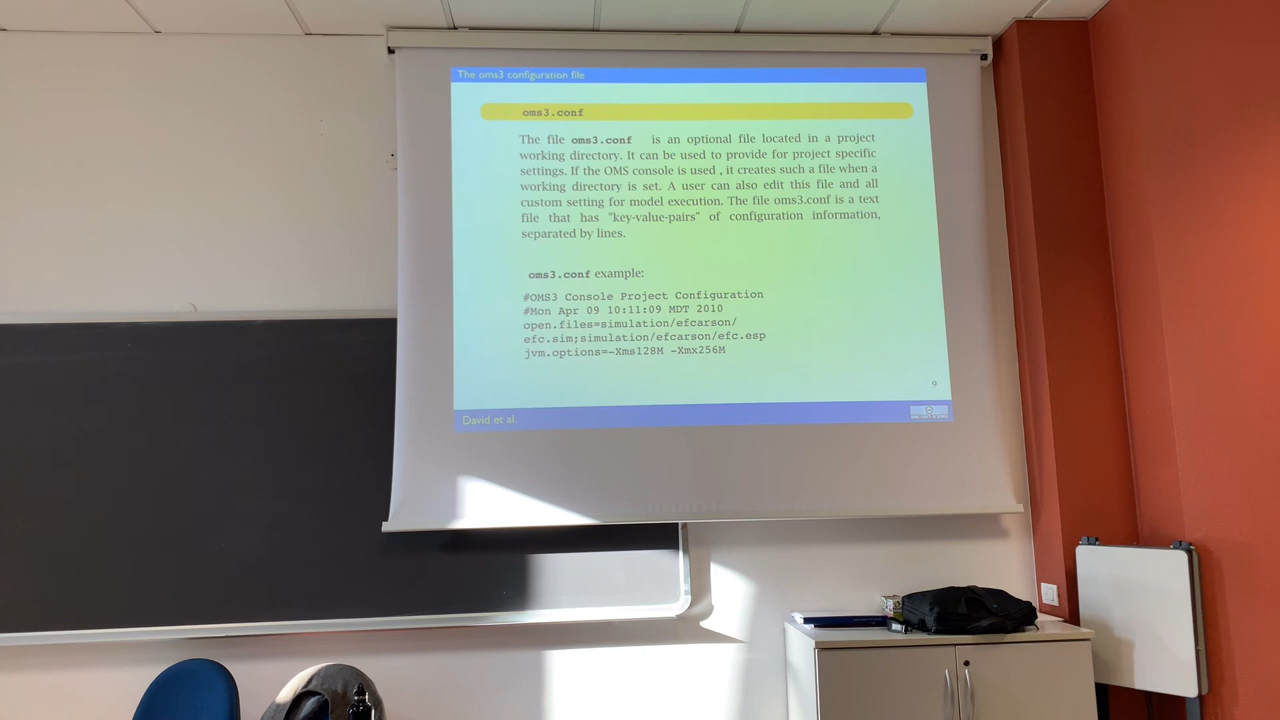 The oms3 configuration file
oms3.conf
The file oms3.conf is an optional file located in a project
working directory. It can be used to provide for project specific
settings. If the OMS console is used , it creates such a file when a
working directory is set. A user can also edit this file and all
custom setting for model execution. The file oms3.conf is a text
file that has "key-value-pairs" of configuration information,
separated by lines.
oms3.conf example:
#OMS3 Console Project Configuration
#Mon Apr 09 10:11:09 MDT 2010
open.files=simulation/efcarson/
efc.sim;simulation/efcarson/efc.esp
jvm.options=-Xms128M -Xmx256M
9
David et al.